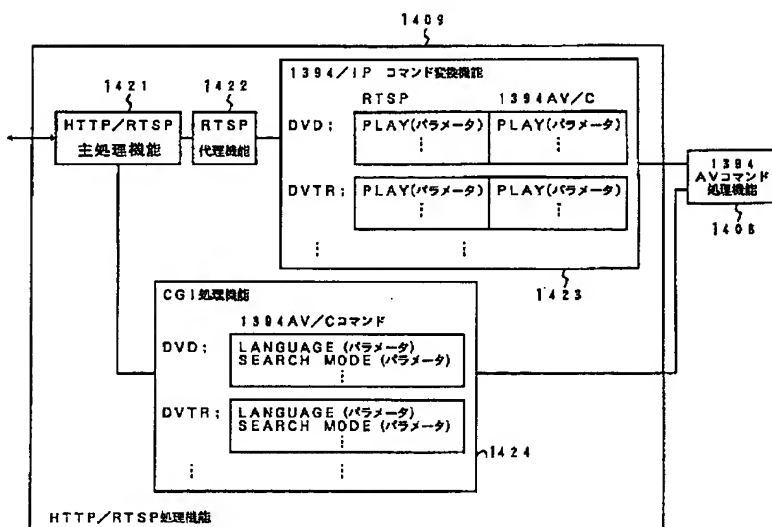 1409
1421
1422
HTTP/RTSP
主処理機能
RTSP
代理機能
1394/IP コマンド変換機能
RTSP 1394AV/C
DVD; PLAY(パラメータ) PLAY(パラメータ)
DVTR; PLAY(パラメータ) PLAY(パラメータ)
1423
1394
AVコマンド
処理機能
1408
CGI処理機能
1394AV/Cコマンド
DVD; LANGUAGE (パラメータ)
SEARCH MODE (パラメータ)
DVTR; LANGUAGE (パラメータ)
SEARCH MODE (パラメータ)
1424
HTTP/RTSP処理機能